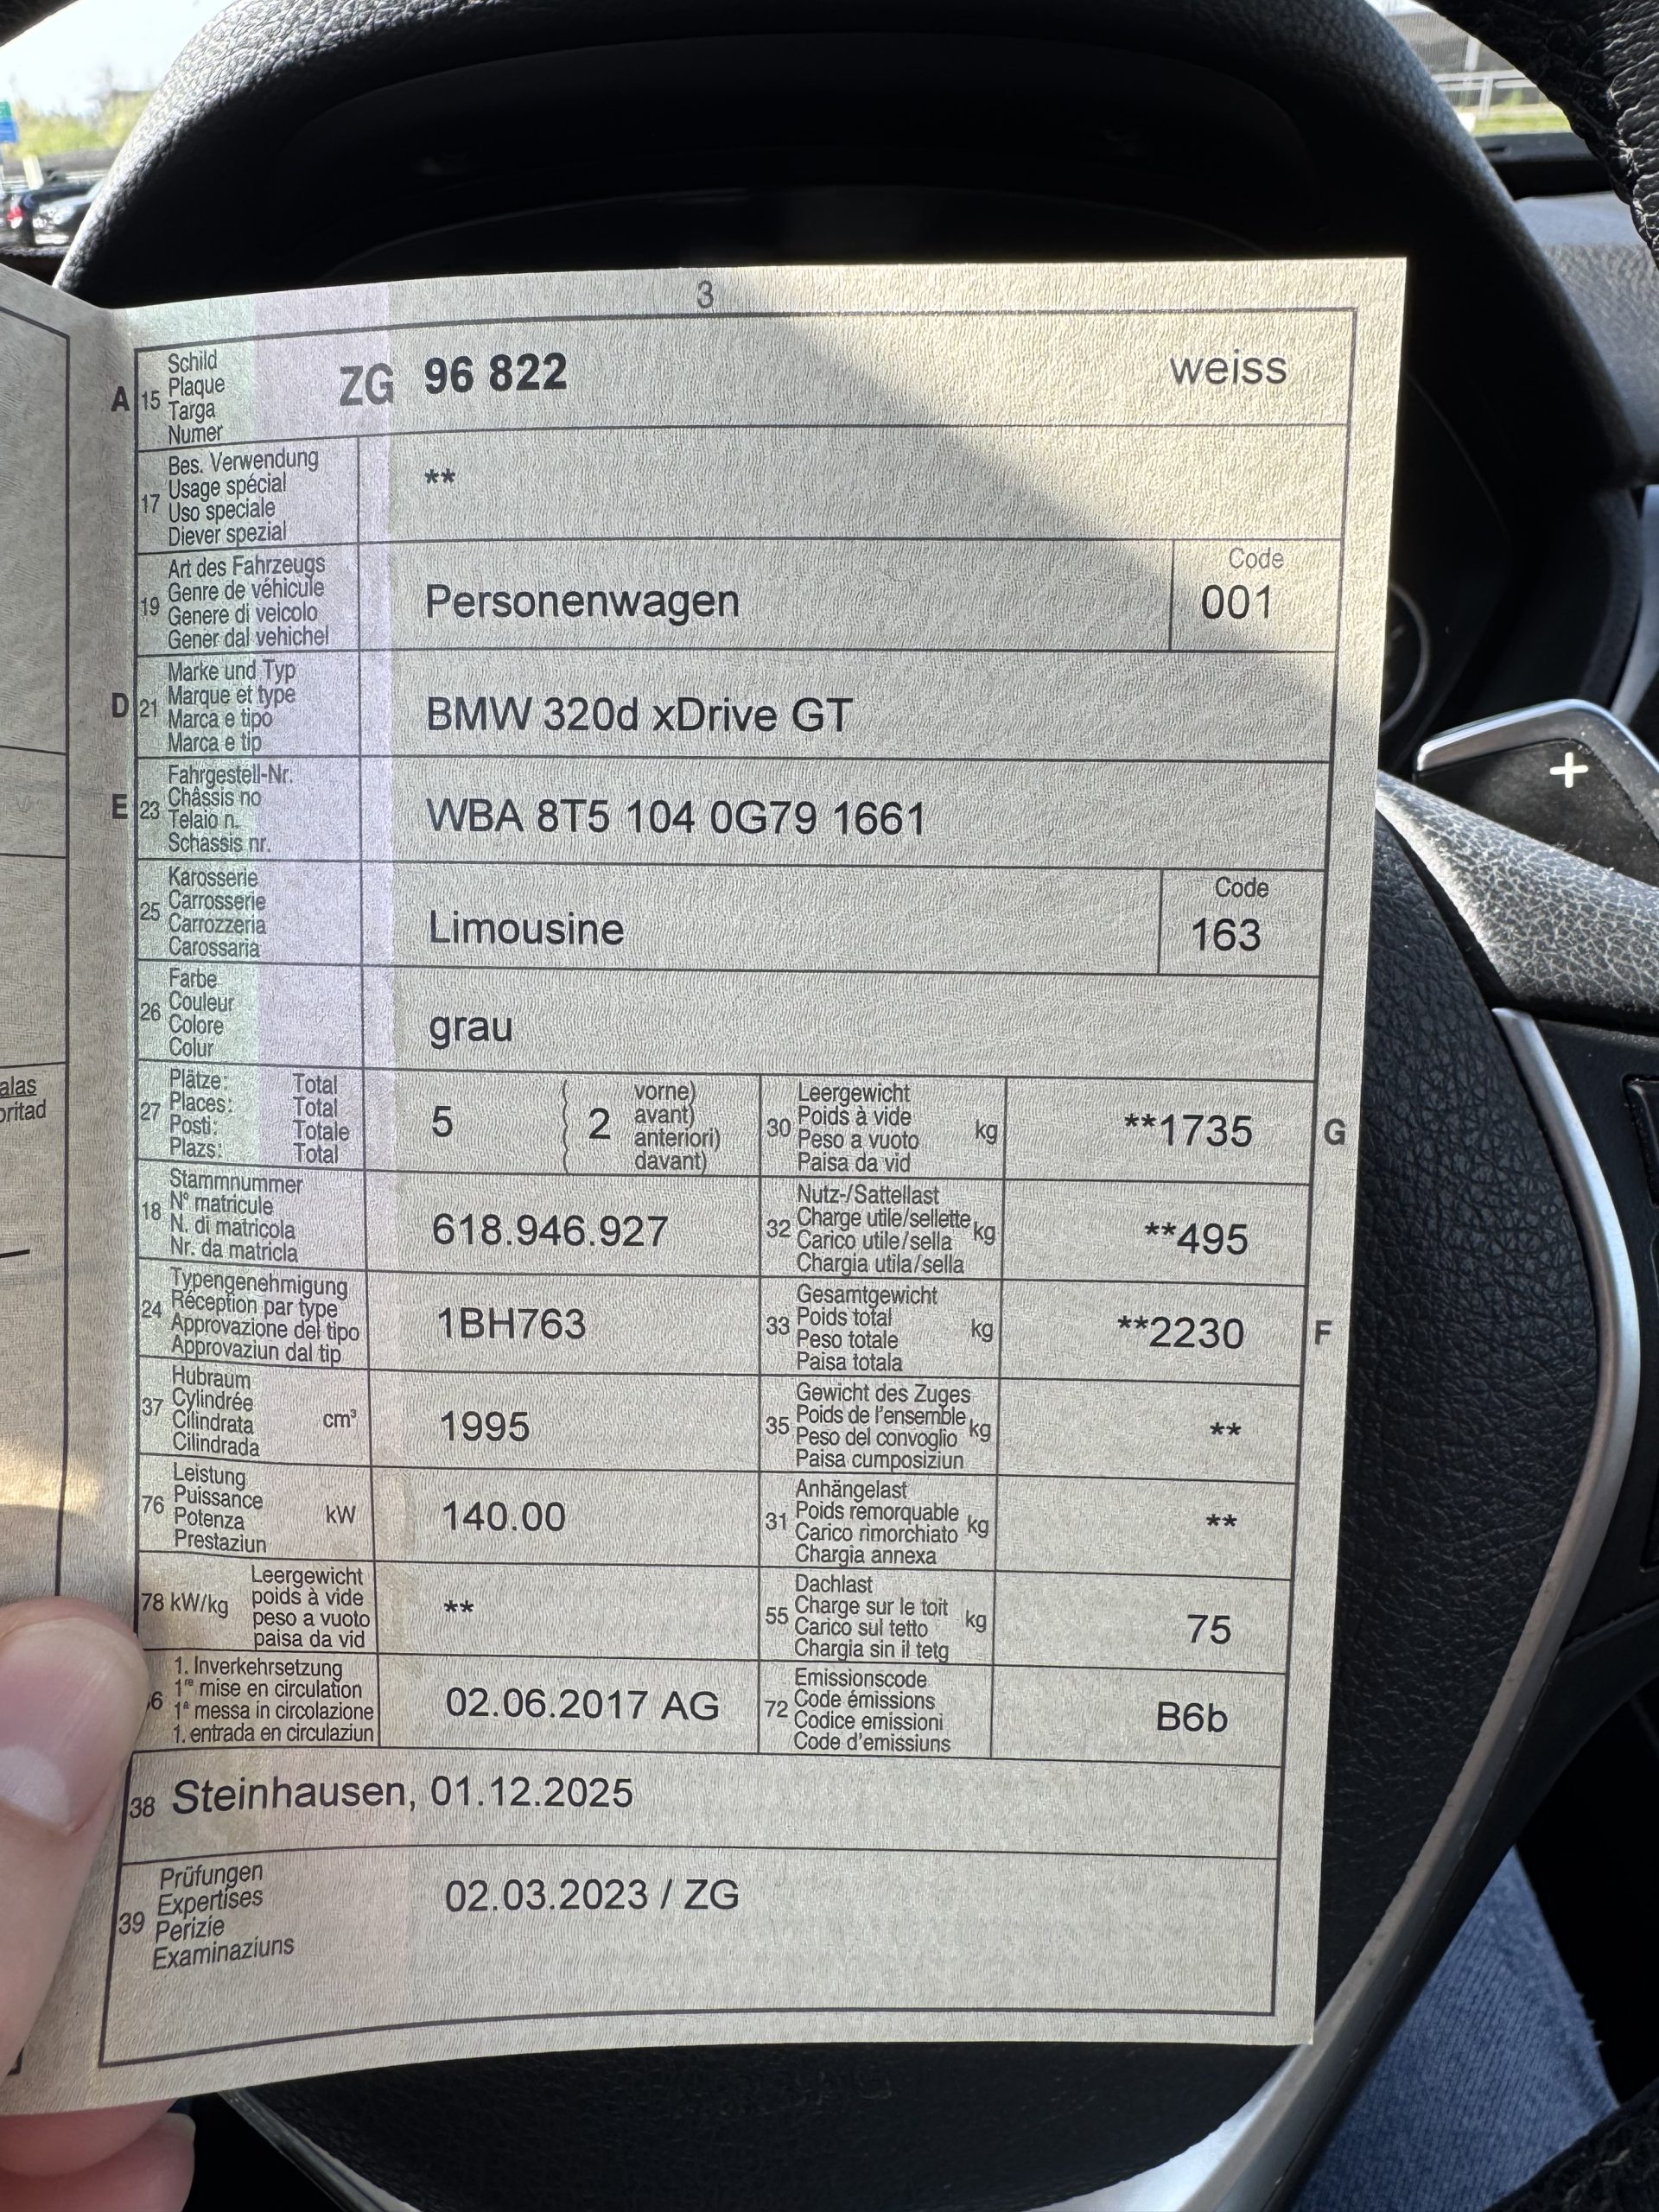 3
A 15 Schild
Plaque
Targa
Numer
ZG 96 822 weiss
17 Bes. Verwendung
Usage spécial
Uso speciale
Diever spezial
**
19 Art des Fahrzeugs
Genre de véhicule
Genere di veicolo
Gener dal vehichel
Personenwagen
Code
001
D 21 Marke und Typ
Marque et type
Marca e tipo
Marca e tip
BMW 320d xDrive GT
E 23 Fahrgestell-Nr.
Châssis no
Telaio n.
Schassis nr.
WBA 8T5 104 0G79 1661
25 Karosserie
Carrosserie
Carrozzeria
Carossaria
Limousine
Code
163
26 Farbe
Couleur
Colore
Colur
grau
alas
oritad
27 Plätze: Total
Places: Total
Posti: Totale
Plazs: Total
5 ( 2 vorne)
avant)
anteriori)
davant)
30 Leergewicht
Poids à vide
Peso a vuoto
Paisa da vid
kg
**1735 G
18 Stammnummer
N° matricule
N. di matricola
Nr. da matricla
618.946.927
32 Nutz-/Sattellast
Charge utile/sellette
Carico utile/sella
Chargia utila/sella
kg
**495
24 Typengenehmigung
Réception par type
Approvazione del tipo
Approvaziun dal tip
1BH763
33 Gesamtgewicht
Poids total
Peso totale
Paisa totala
kg
**2230 F
37 Hubraum
Cylindrée
Cilindrata
Cilindrada
cm³
1995
35 Gewicht des Zuges
Poids de l'ensemble
Peso del convoglio
Paisa cumposiziun
kg
**
76 Leistung
Puissance
Potenza
Prestaziun
kW
140.00
31 Anhängelast
Poids remorquable
Carico rimorchiato
Chargia annexa
kg
**
78 kW/kg Leergewicht
poids à vide
peso a vuoto
paisa da vid
**
55 Dachlast
Charge sur le toit
Carico sul tetto
Chargia sin il tetg
kg
75
6 1. Inverkehrsetzung
1re mise en circulation
1a messa in circolazione
1. entrada en circulaziun
02.06.2017 AG
72 Emissionscode
Code émissions
Codice emissioni
Code d'emissiuns
B6b
38 Steinhausen, 01.12.2025
39 Prüfungen
Expertises
Perizie
Examinaziuns
02.03.2023 / ZG
+